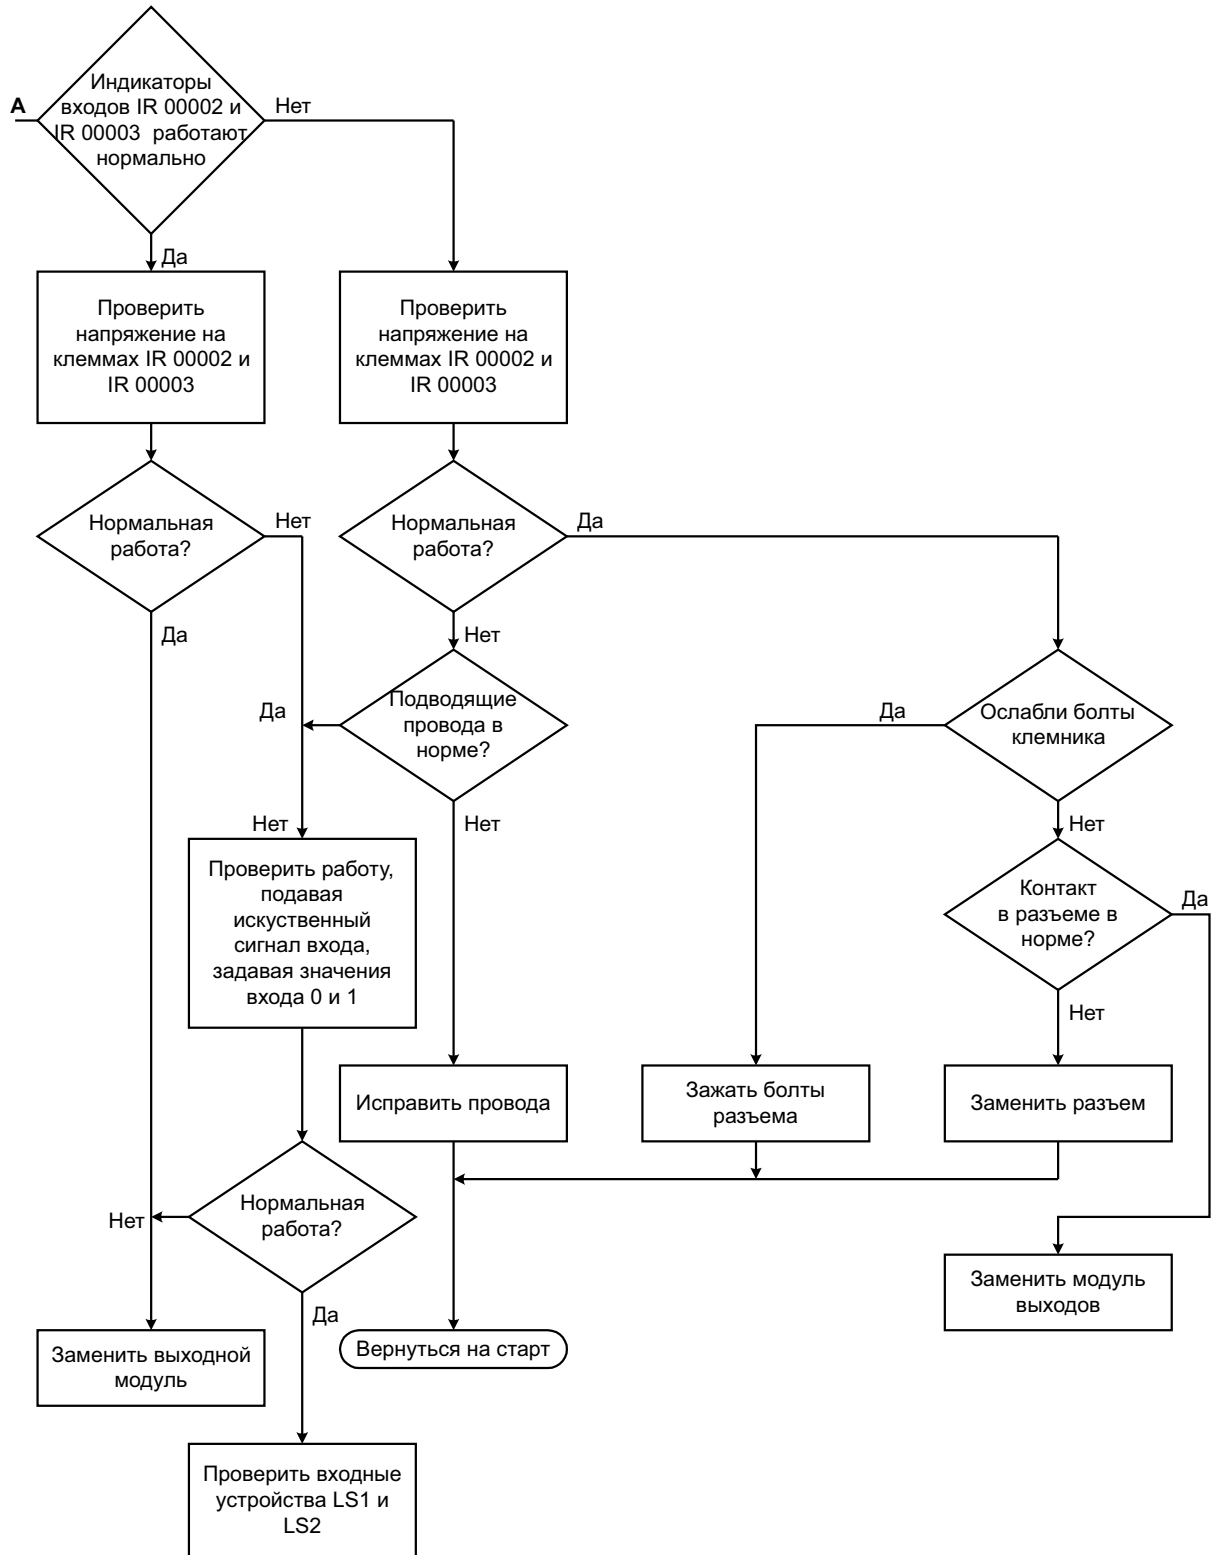 Индикаторы
входов IR 00002 и
IR 00003 работают
нормально
A
Нет
Да
Проверить
напряжение на
клеммах IR 00002 и
IR 00003
Проверить
напряжение на
клеммах IR 00002 и
IR 00003
Нормальная
работа?
Нет
Нормальная
работа?
Да
Да
Нет
Да
Подводящие
провода в
норме?
Да
Ослабли болты
клемника
Нет
Нет
Нет
Проверить работу,
подавая
искуственный
сигнал входа,
задавая значения
входа 0 и 1
Контакт
в разъеме в
норме?
Да
Нет
Исправить провода
Зажать болты
разъема
Заменить разъем
Нет
Нормальная
работа?
Заменить модуль
выходов
Да
Заменить выходной
модуль
Вернуться на старт
Проверить входные
устройства LS1 и
LS2